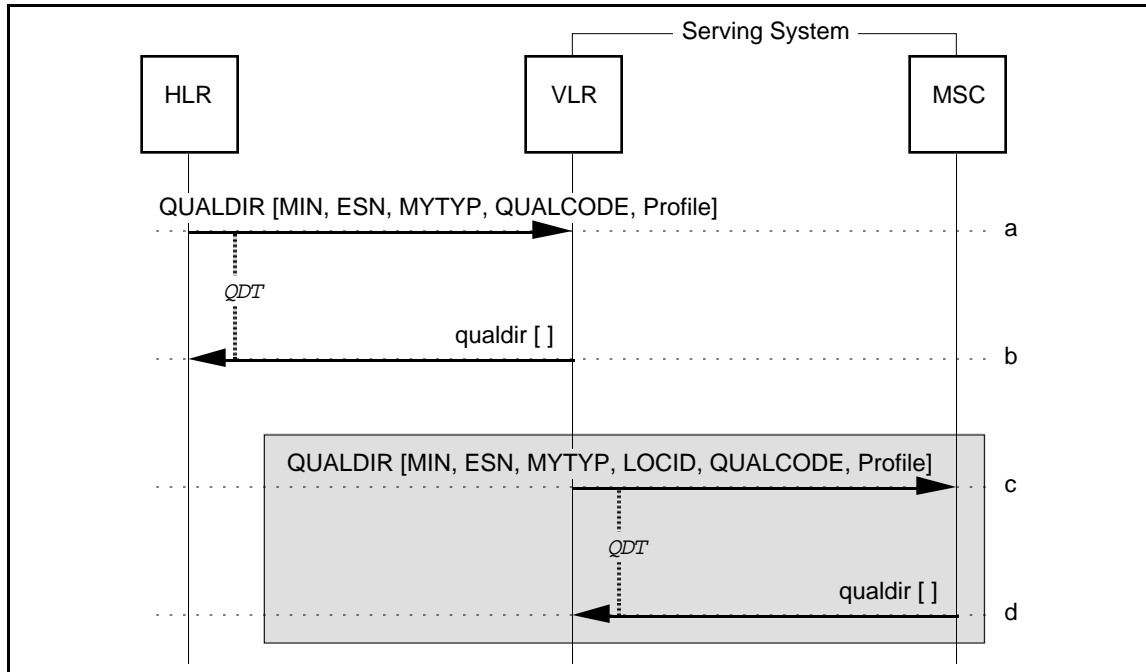 Serving System
HLR
VLR
MSC
QUALDIR [MIN, ESN, MYTYP, QUALCODE, Profile]
a
QDT
qualdir [ ]
b
QUALDIR [MIN, ESN, MYTYP, LOCID, QUALCODE, Profile]
c
QDT
qualdir [ ]
d